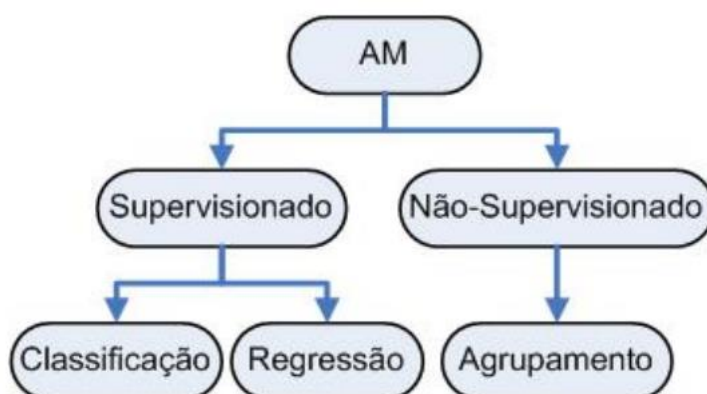 AM
Supervisionado
Não-Supervisionado
Classificação
Regressão
Agrupamento